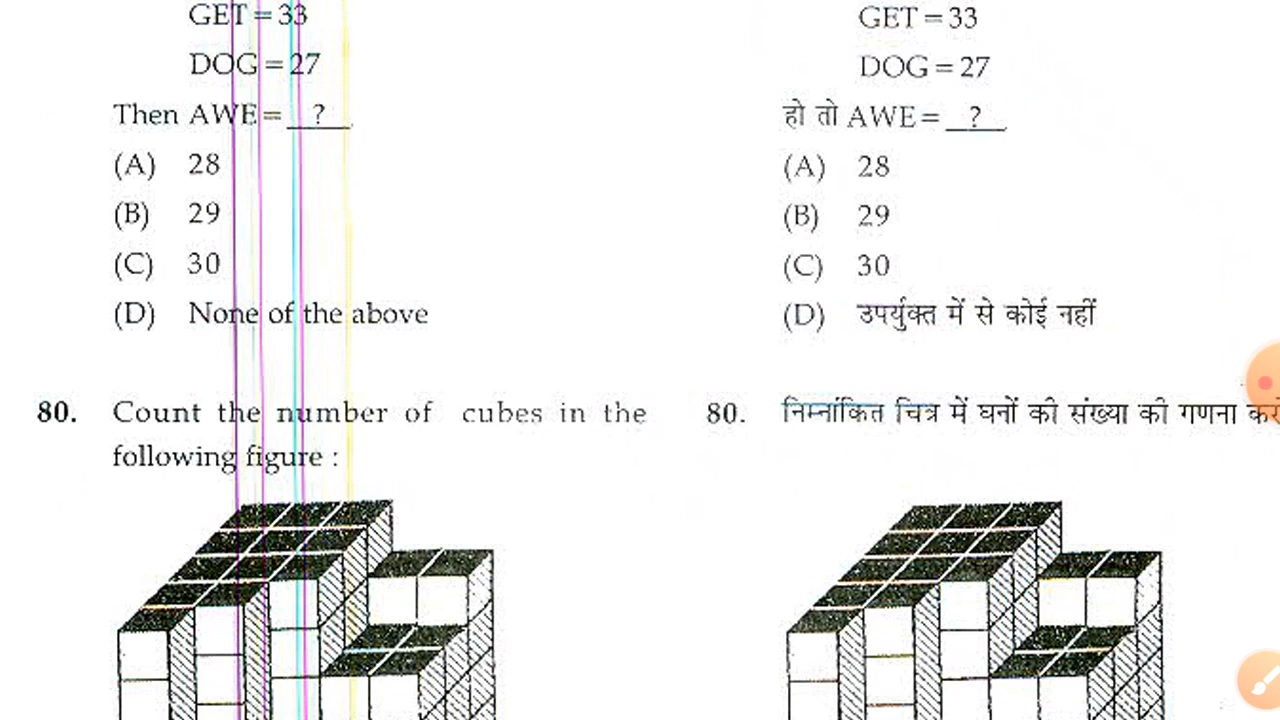 GET = 33
DOG = 27
Then AWE = ?
(A) 28
(B) 29
(C) 30
(D) None of the above
80. Count the number of cubes in the following figure :
GET = 33
DOG = 27
हो तो AWE = ?
(A) 28
(B) 29
(C) 30
(D) उपर्युक्त में से कोई नहीं
80. निम्नांकित चित्र में घनों की संख्या की गणना करें